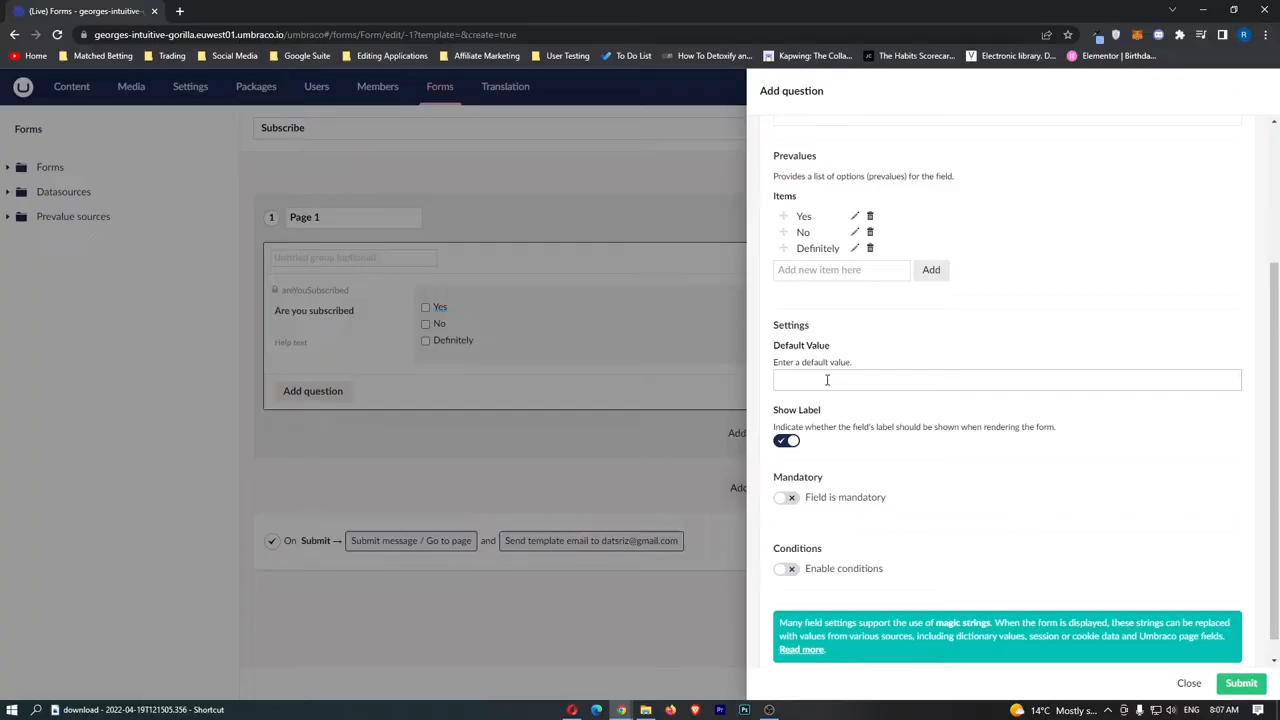 (Live) Forms - georges-intuitive-
georges-intuitive-gorilla.euwest01.umbraco.io/umbraco#/forms/Form/edit/-1?template=&create=true
Home
Batching
Trading
Social Media
Google Suite
Affiliate Marketing
User Testing
To Do List
How To Detoxify an...
Kapwing: The Colla...
The Habits Scorecar...
Electronic library. D...
Elementor | Birthda...
Content
Media
Settings
Packages
Users
Members
Forms
Translation
Forms
Subscribe
Forms
Datasources
Prevalue sources
1 Page 1
Untitled group (optional)
areYouSubscribed
Are you subscribed
Help text
Yes
No
Definitely
Add question
Add
Add
On Submit → Submit message / Go to page and Send template email to datsriz@gmail.com
Add question
Prevalues
Provides a list of options (prevalues) for the field.
Items
Yes
No
Definitely
Add new item here
Add
Settings
Default Value
Enter a default value.
Show Label
Indicate whether the field's label should be shown when rendering the form.
Mandatory
Field is mandatory
Conditions
Enable conditions
Many field settings support the use of magic strings. When the form is displayed, these strings can be replaced
with values from various sources, including dictionary values, session or cookie data and Umbraco page fields.
Read more.
Close
Submit
download - 2022-04-19T121505.356 - Shortcut
14°C Mostly s...
ENG
8:07 AM